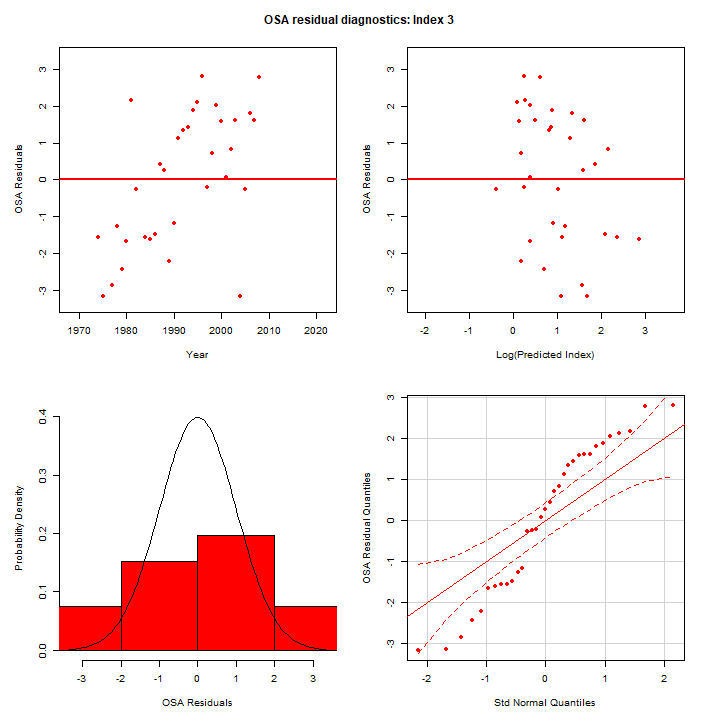 OSA residual diagnostics: Index 3
OSA Residuals
3
2
1
0
-1
-2
-3
1970 1980 1990 2000 2010 2020
Year
OSA Residuals
3
2
1
0
-1
-2
-3
-2 -1 0 1 2 3
Log(Predicted Index)
Probability Density
0.4
0.3
0.2
0.1
0.0
-3 -2 -1 0 1 2 3
OSA Residuals
OSA Residual Quantiles
3
2
1
0
-1
-2
-3
-2 -1 0 1 2
Std Normal Quantiles